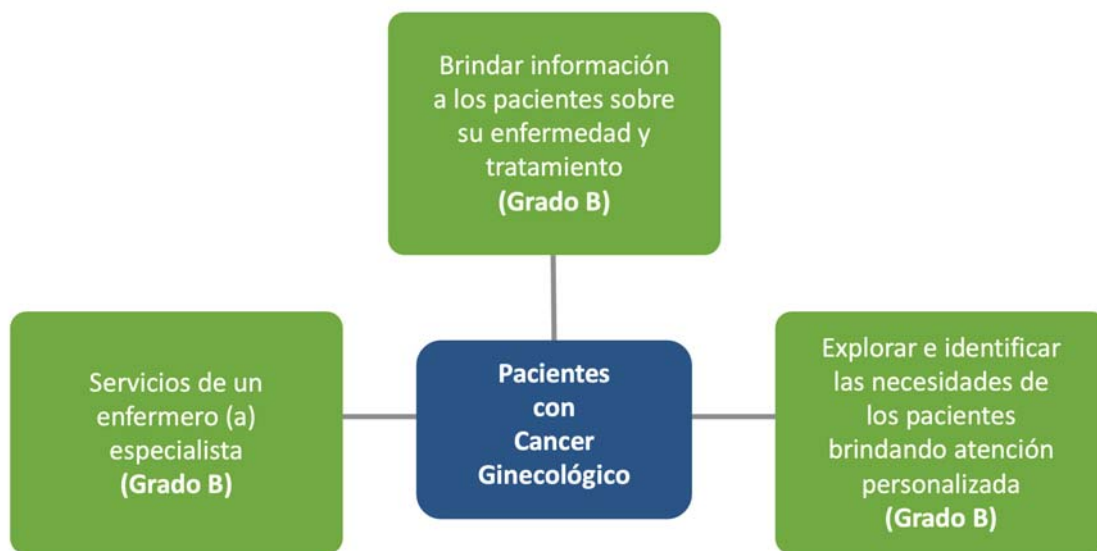 Brindar información
a los pacientes sobre
su enfermedad y
tratamiento
(Grado B)
Servicios de un
enfermero (a)
especialista
(Grado B)
Pacientes
con
Cancer
Ginecológico
Explorar e identificar
las necesidades de
los pacientes
brindando atención
personalizada
(Grado B)